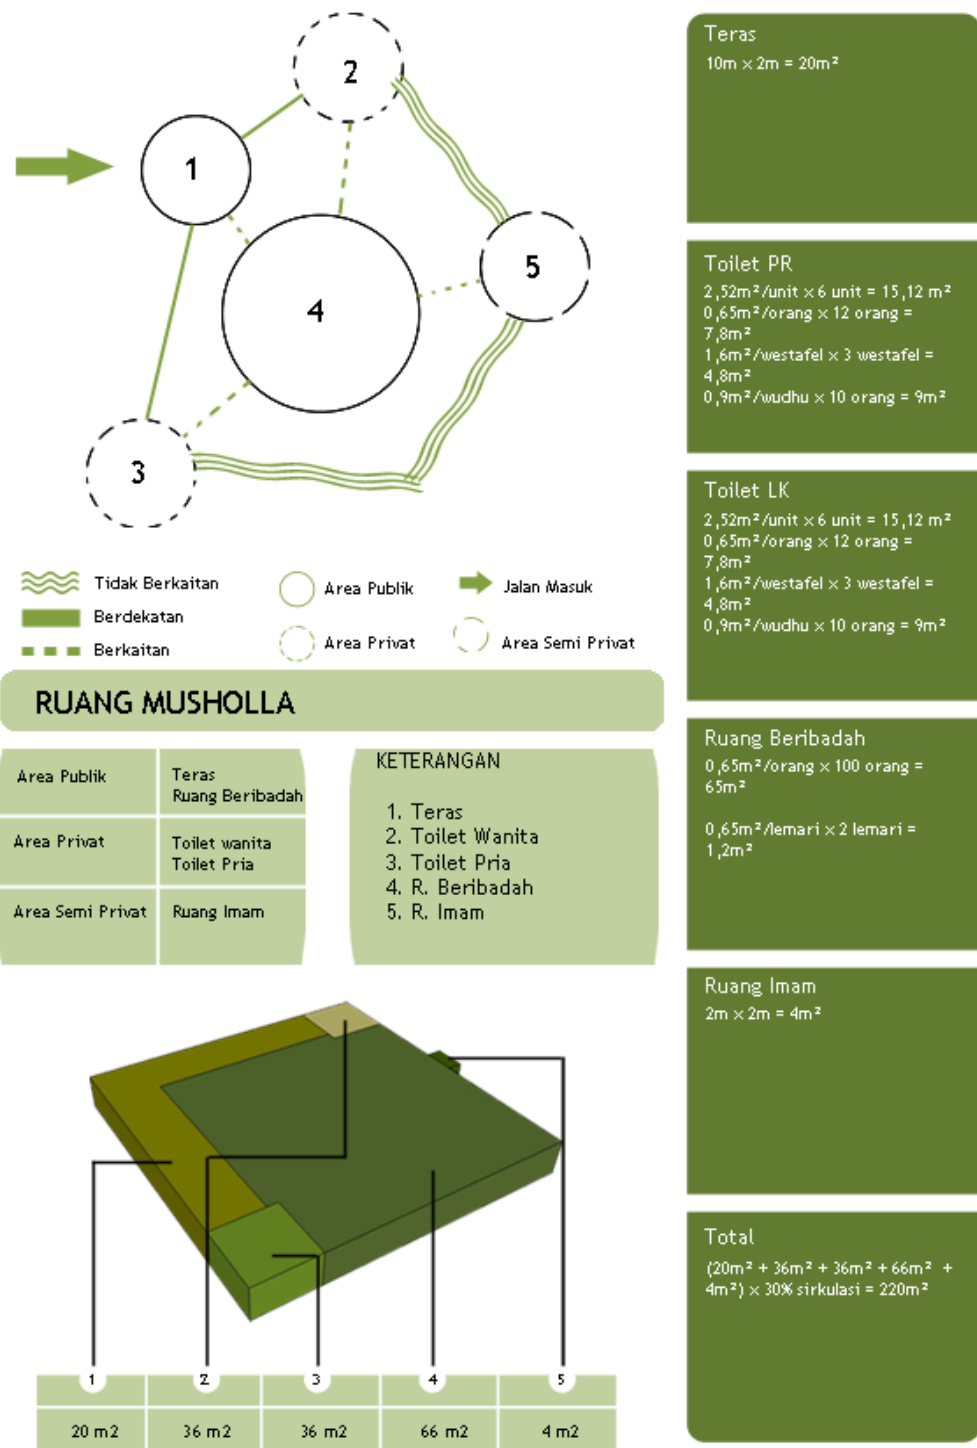 1
2
3
4
5
Tidak Berkaitan
Berdekatan
Berkaitan
Area Publik
Area Privat
Jalan Masuk
Area Semi Privat
RUANG MUSHOLLA
Area Publik
Teras
Ruang Beribadah
Area Privat
Toilet wanita
Toilet Pria
Area Semi Privat
Ruang Imam
KETERANGAN
1. Teras
2. Toilet Wanita
3. Toilet Pria
4. R. Beribadah
5. R. Imam
1 2 3 4 5
20 m2 36 m2 36 m2 66 m2 4 m2
Teras
10m x 2m = 20m²
Toilet PR
2,52m²/unit x 6 unit = 15,12 m²
0,65m²/orang x 12 orang =
7,8m²
1,6m²/westafel x 3 westafel =
4,8m²
0,9m²/wudhu x 10 orang = 9m²
Toilet LK
2,52m²/unit x 6 unit = 15,12 m²
0,65m²/orang x 12 orang =
7,8m²
1,6m²/westafel x 3 westafel =
4,8m²
0,9m²/wudhu x 10 orang = 9m²
Ruang Beribadah
0,65m²/orang x 100 orang =
65m²
0,65m²/lemari x 2 lemari =
1,2m²
Ruang Imam
2m x 2m = 4m²
Total
(20m² + 36m² + 36m² + 66m² +
4m²) x 30% sirkulasi = 220m²